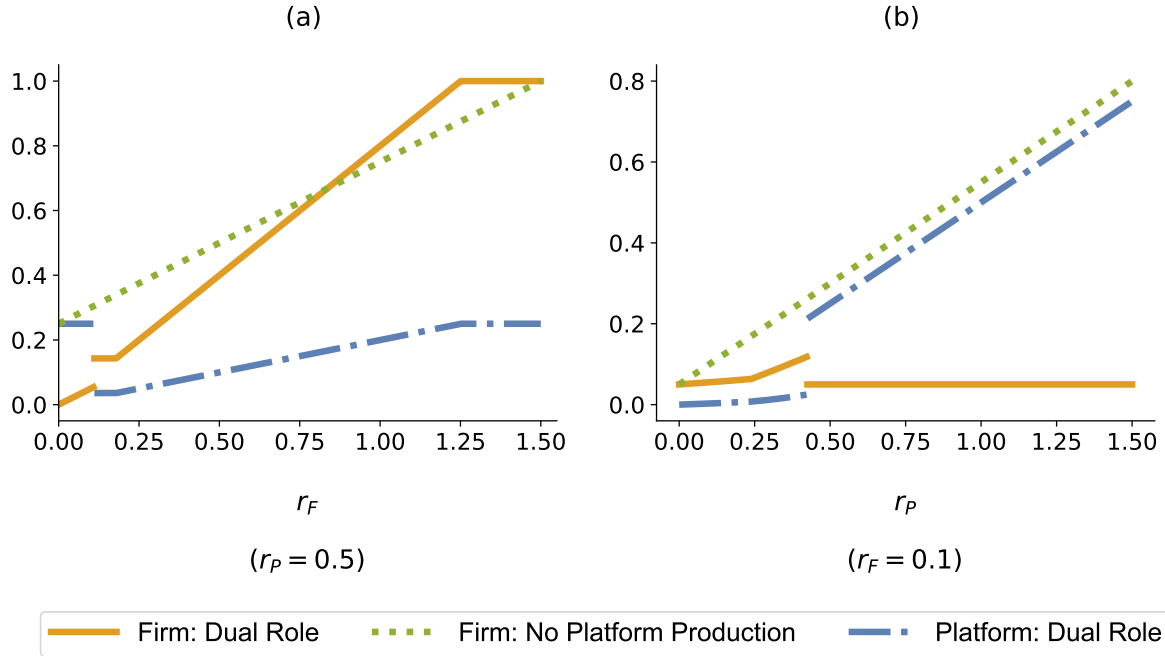 (a)
1.0
0.8
0.6
0.4
0.2
0.0
0.00 0.25 0.50 0.75 1.00 1.25 1.50
r_F
(r_P = 0.5)
(b)
0.8
0.6
0.4
0.2
0.0
0.00 0.25 0.50 0.75 1.00 1.25 1.50
r_P
(r_F = 0.1)
Firm: Dual Role
Firm: No Platform Production
Platform: Dual Role